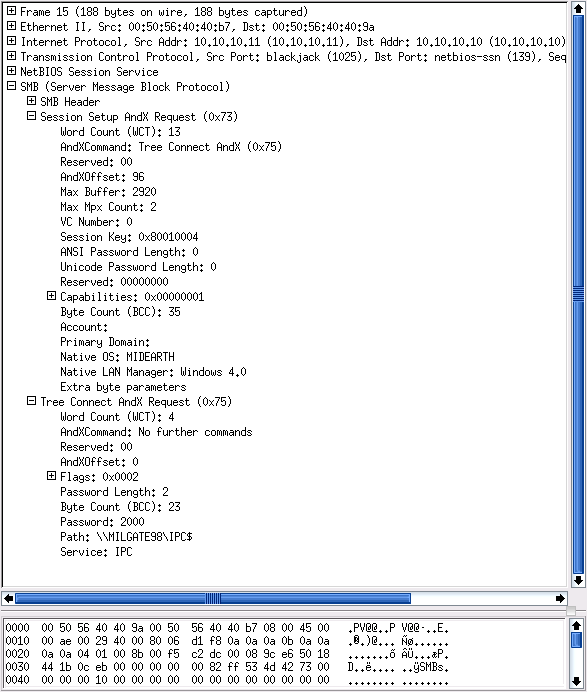 Frame 15 (188 bytes on wire, 188 bytes captured)
Ethernet II, Src: 00:50:56:40:40:b7, Dst: 00:50:56:40:40:9a
Internet Protocol, Src Addr: 10.10.10.11 (10.10.10.11), Dst Addr: 10.10.10.10 (10.10.10.10)
Transmission Control Protocol, Src Port: blackjack (1025), Dst Port: netbios-ssn (139), Seq
NetBIOS Session Service
SMB (Server Message Block Protocol)
SMB Header
Session Setup AndX Request (0x73)
Word Count (WCT): 13
AndXCommand: Tree Connect AndX (0x75)
Reserved: 00
AndXOffset: 96
Max Buffer: 2920
Max Mpx Count: 2
VC Number: 0
Session Key: 0x80010004
ANSI Password Length: 0
Unicode Password Length: 0
Reserved: 00000000
Capabilities: 0x00000001
Byte Count (BCC): 35
Account:
Primary Domain:
Native OS: MIDEARTH
Native LAN Manager: Windows 4.0
Extra byte parameters
Tree Connect AndX Request (0x75)
Word Count (WCT): 4
AndXCommand: No further commands
Reserved: 00
AndXOffset: 0
Flags: 0x0002
Password Length: 2
Byte Count (BCC): 23
Password: 2000
Path: \\MILGATE98\IPC$
Service: IPC
0000 00 50 56 40 40 9a 00 50 56 40 40 b7 08 00 45 00 .PV@@..P V@@·..E.
0010 00 ae 00 29 40 00 80 06 d1 f8 0a 0a 0a 0b 0a 0a .®.)@... Ñø......
0020 0a 0a 04 01 00 8b 00 f5 c2 dc 00 08 9c e6 50 18 .......õ ÂÜ...æP.
0030 44 1b 0c eb 00 00 00 00 00 82 ff 53 4d 42 73 00 D..ë.... ..ÿSMBs.
0040 00 00 00 10 00 00 00 00 00 00 00 00 00 00 00 00 ........ ........